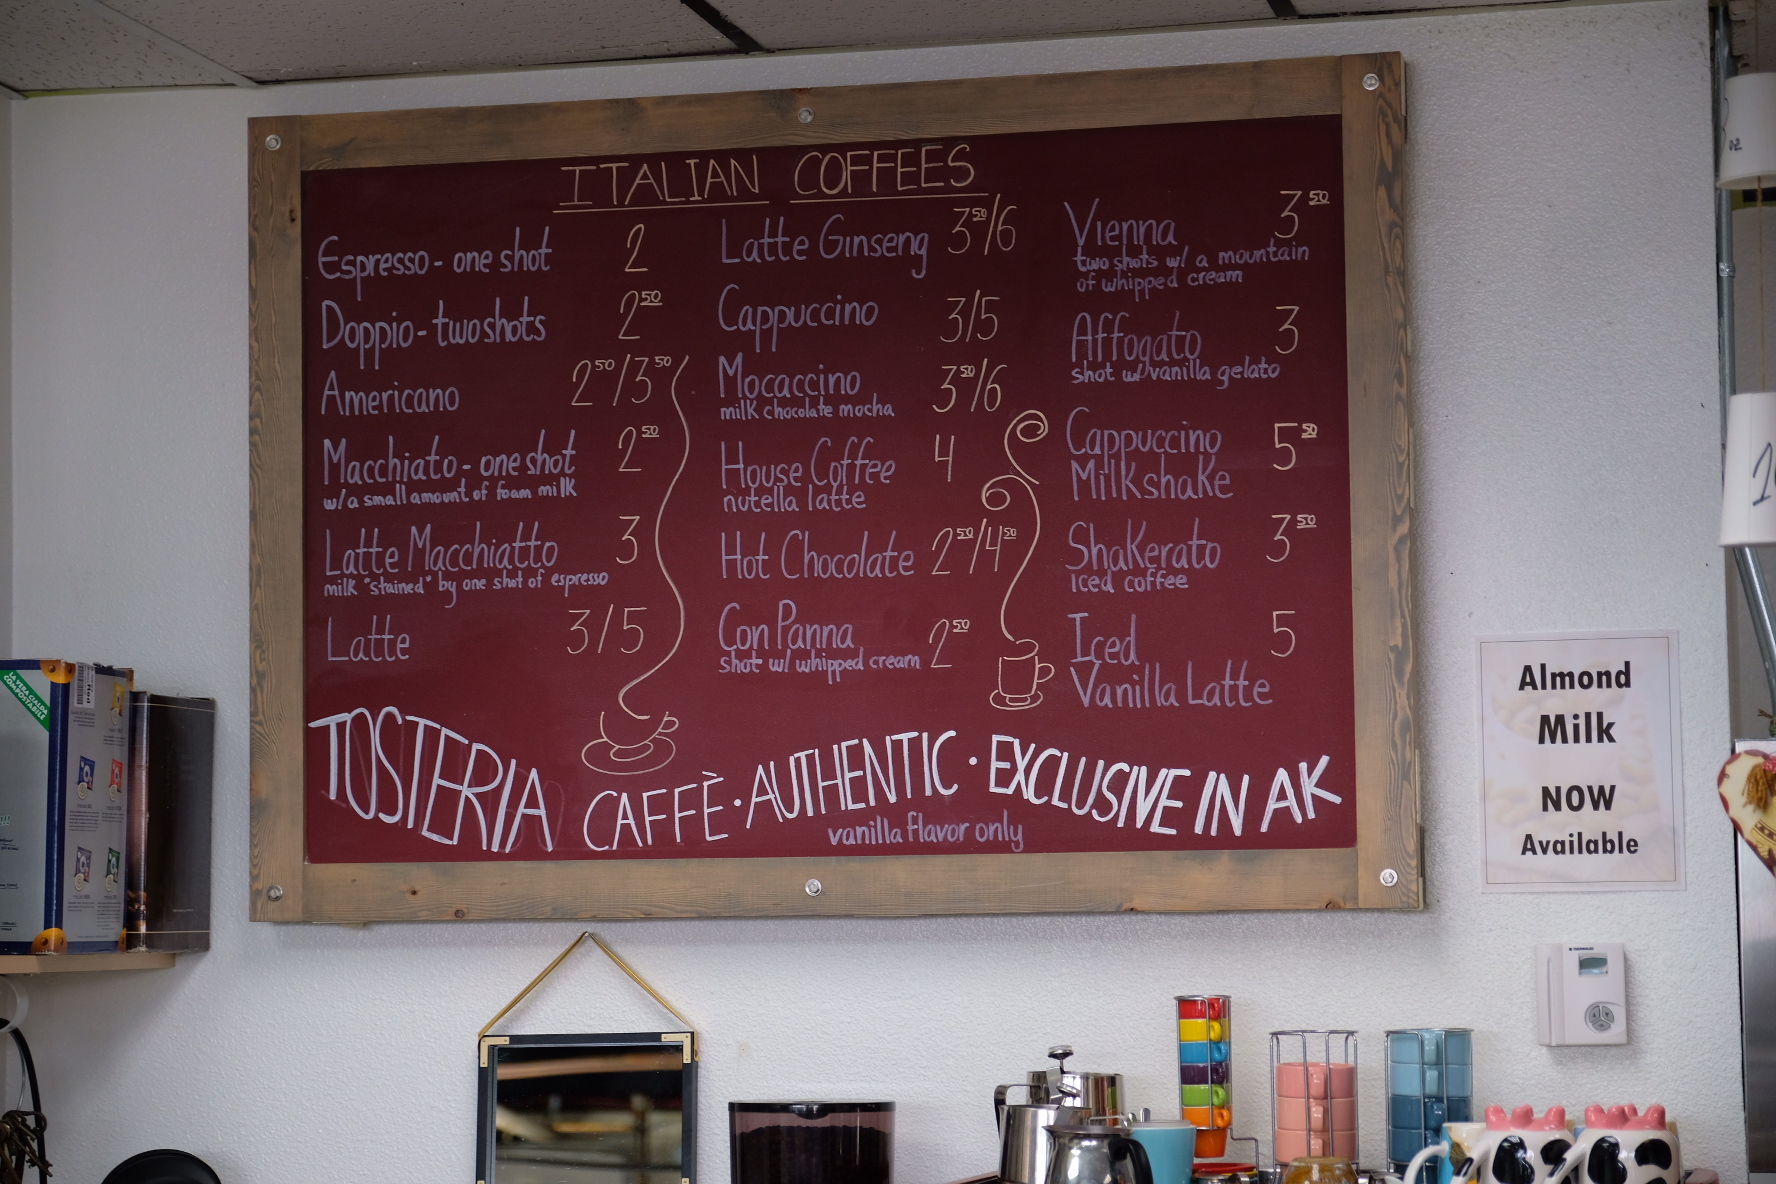 ITALIAN COFFEES
Espresso - one shot 2
Doppio - two shots 2.50
Americano 2.50/3.50
Macchiato - one shot 2.50
w/a small amount of foam milk
Latte Macchiatto 3
milk "stained" by one shot of espresso
Latte 3/5
Latte Ginseng 3.50/6
Cappuccino 3/5
Mocaccino 3.50/6
milk chocolate mocha
House Coffee 4
nutella latte
Hot Chocolate 2.50/4.50
Con Panna 2.50
shot w/ whipped cream
Vienna 3.50
two shots w/ a mountain
of whipped cream
Affogato 3
shot w/ vanilla gelato
Cappuccino 5.50
Milkshake
Shakerato 3.50
iced coffee
Iced 5
Vanilla Latte
TOSTERIA CAFFÈ · AUTHENTIC · EXCLUSIVE IN AK
vanilla flavor only
Almond
Milk
NOW
Available
LA VERA CIALDA
COMPOSTABILE
oz